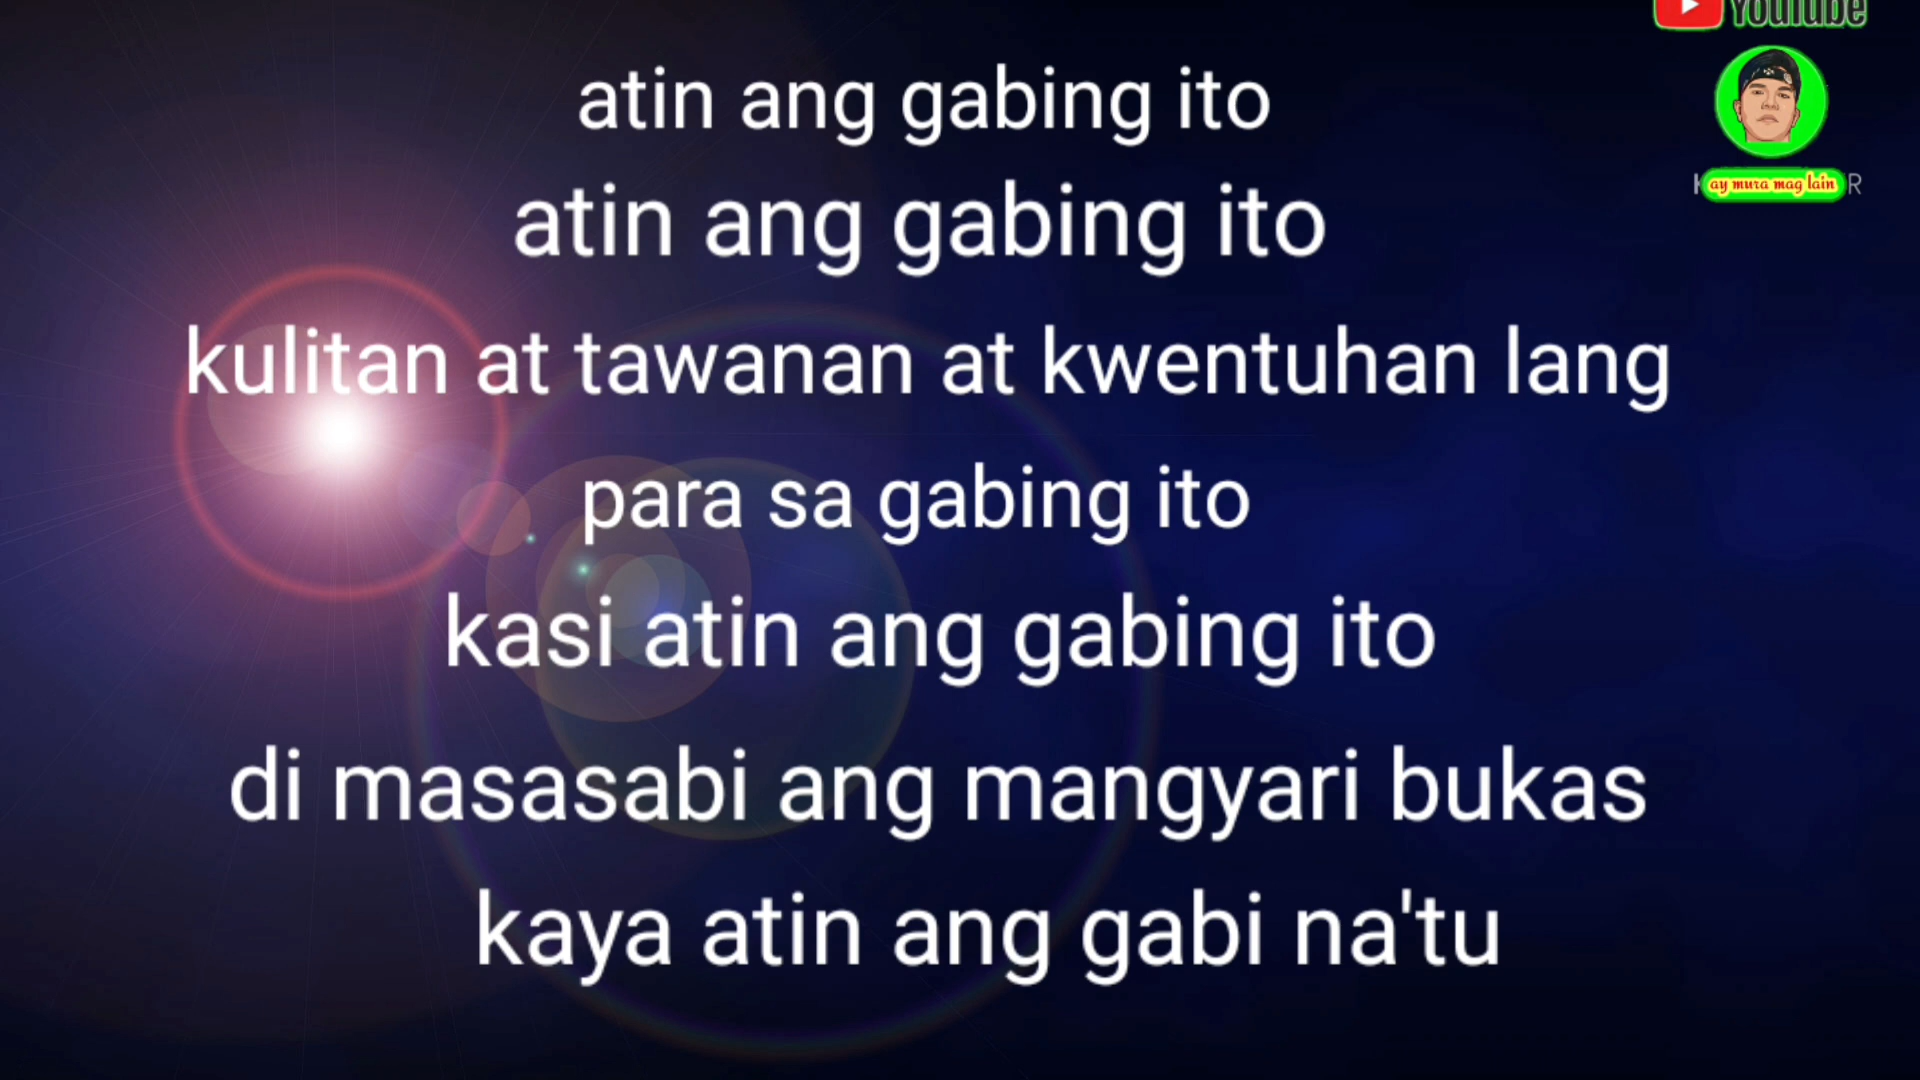 YouTube
atin ang gabing ito
ay mura mag lain
atin ang gabing ito
kulitan at tawanan at kwentuhan lang
para sa gabing ito
kasi atin ang gabing ito
di masasabi ang mangyari bukas
kaya atin ang gabi na'tu